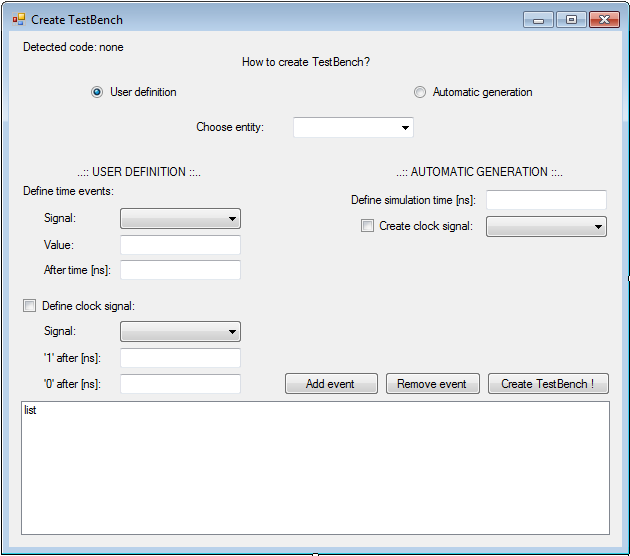 Create TestBench
Detected code: none
How to create TestBench?
User definition
Automatic generation
Choose entity:
..:: USER DEFINITION ::..
..:: AUTOMATIC GENERATION ::..
Define time events:
Define simulation time [ns]:
Signal:
Create clock signal:
Value:
After time [ns]:
Define clock signal:
Signal:
'1' after [ns]:
'0' after [ns]:
Add event
Remove event
Create TestBench !
list